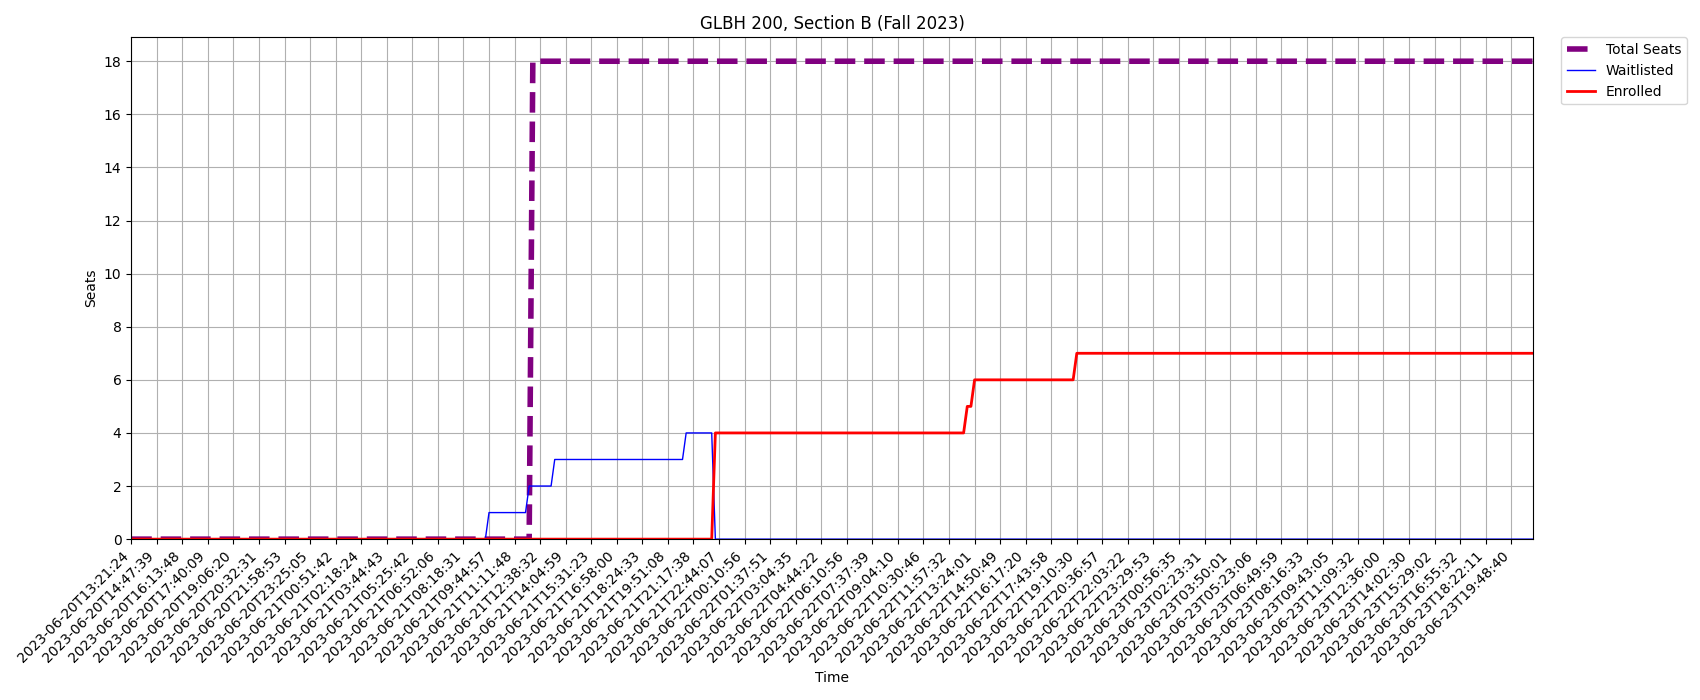 GLBH 200, Section B (Fall 2023)
Total Seats
Waitlisted
Enrolled
18
16
14
12
10
8
6
4
2
0
Seats
2023-06-20T13:21:24
2023-06-20T14:47:39
2023-06-20T16:13:48
2023-06-20T17:40:09
2023-06-20T19:06:20
2023-06-20T20:32:31
2023-06-20T21:58:53
2023-06-20T23:25:05
2023-06-21T00:51:42
2023-06-21T02:18:24
2023-06-21T03:44:43
2023-06-21T05:25:42
2023-06-21T06:52:06
2023-06-21T08:18:31
2023-06-21T09:44:57
2023-06-21T11:11:48
2023-06-21T12:38:32
2023-06-21T14:04:59
2023-06-21T15:31:23
2023-06-21T16:58:00
2023-06-21T18:24:33
2023-06-21T19:51:08
2023-06-21T21:17:38
2023-06-21T22:44:07
2023-06-22T00:10:56
2023-06-22T01:37:51
2023-06-22T03:04:35
2023-06-22T04:44:22
2023-06-22T06:10:56
2023-06-22T07:37:39
2023-06-22T09:04:10
2023-06-22T10:30:46
2023-06-22T11:57:32
2023-06-22T13:24:01
2023-06-22T14:50:49
2023-06-22T16:17:20
2023-06-22T17:43:58
2023-06-22T19:10:30
2023-06-22T20:36:57
2023-06-22T22:03:22
2023-06-22T23:29:53
2023-06-23T00:56:35
2023-06-23T02:23:31
2023-06-23T03:50:01
2023-06-23T05:23:06
2023-06-23T06:49:59
2023-06-23T08:16:33
2023-06-23T09:43:05
2023-06-23T11:09:32
2023-06-23T12:36:00
2023-06-23T14:02:30
2023-06-23T15:29:02
2023-06-23T16:55:32
2023-06-23T18:22:11
2023-06-23T19:48:40
Time